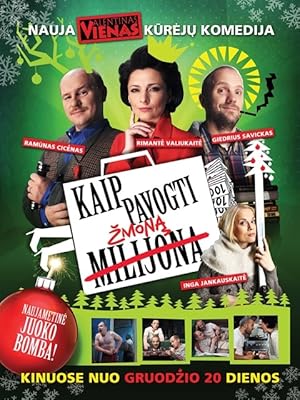 NAUJA VALENTINAS VIENAS KŪRĖJŲ KOMEDIJA
RAMŪNAS CICĖNAS
RIMANTĖ VALIUKAITĖ
GIEDRIUS SAVICKAS
KAIP
PAVOGTI
ŽMONĄ
MILIJONĄ
INGA JANKAUSKAITĖ
NAUJAMETINĖ
JUOKO
BOMBA!
KINUOSE NUO GRUODŽIO 20 DIENOS